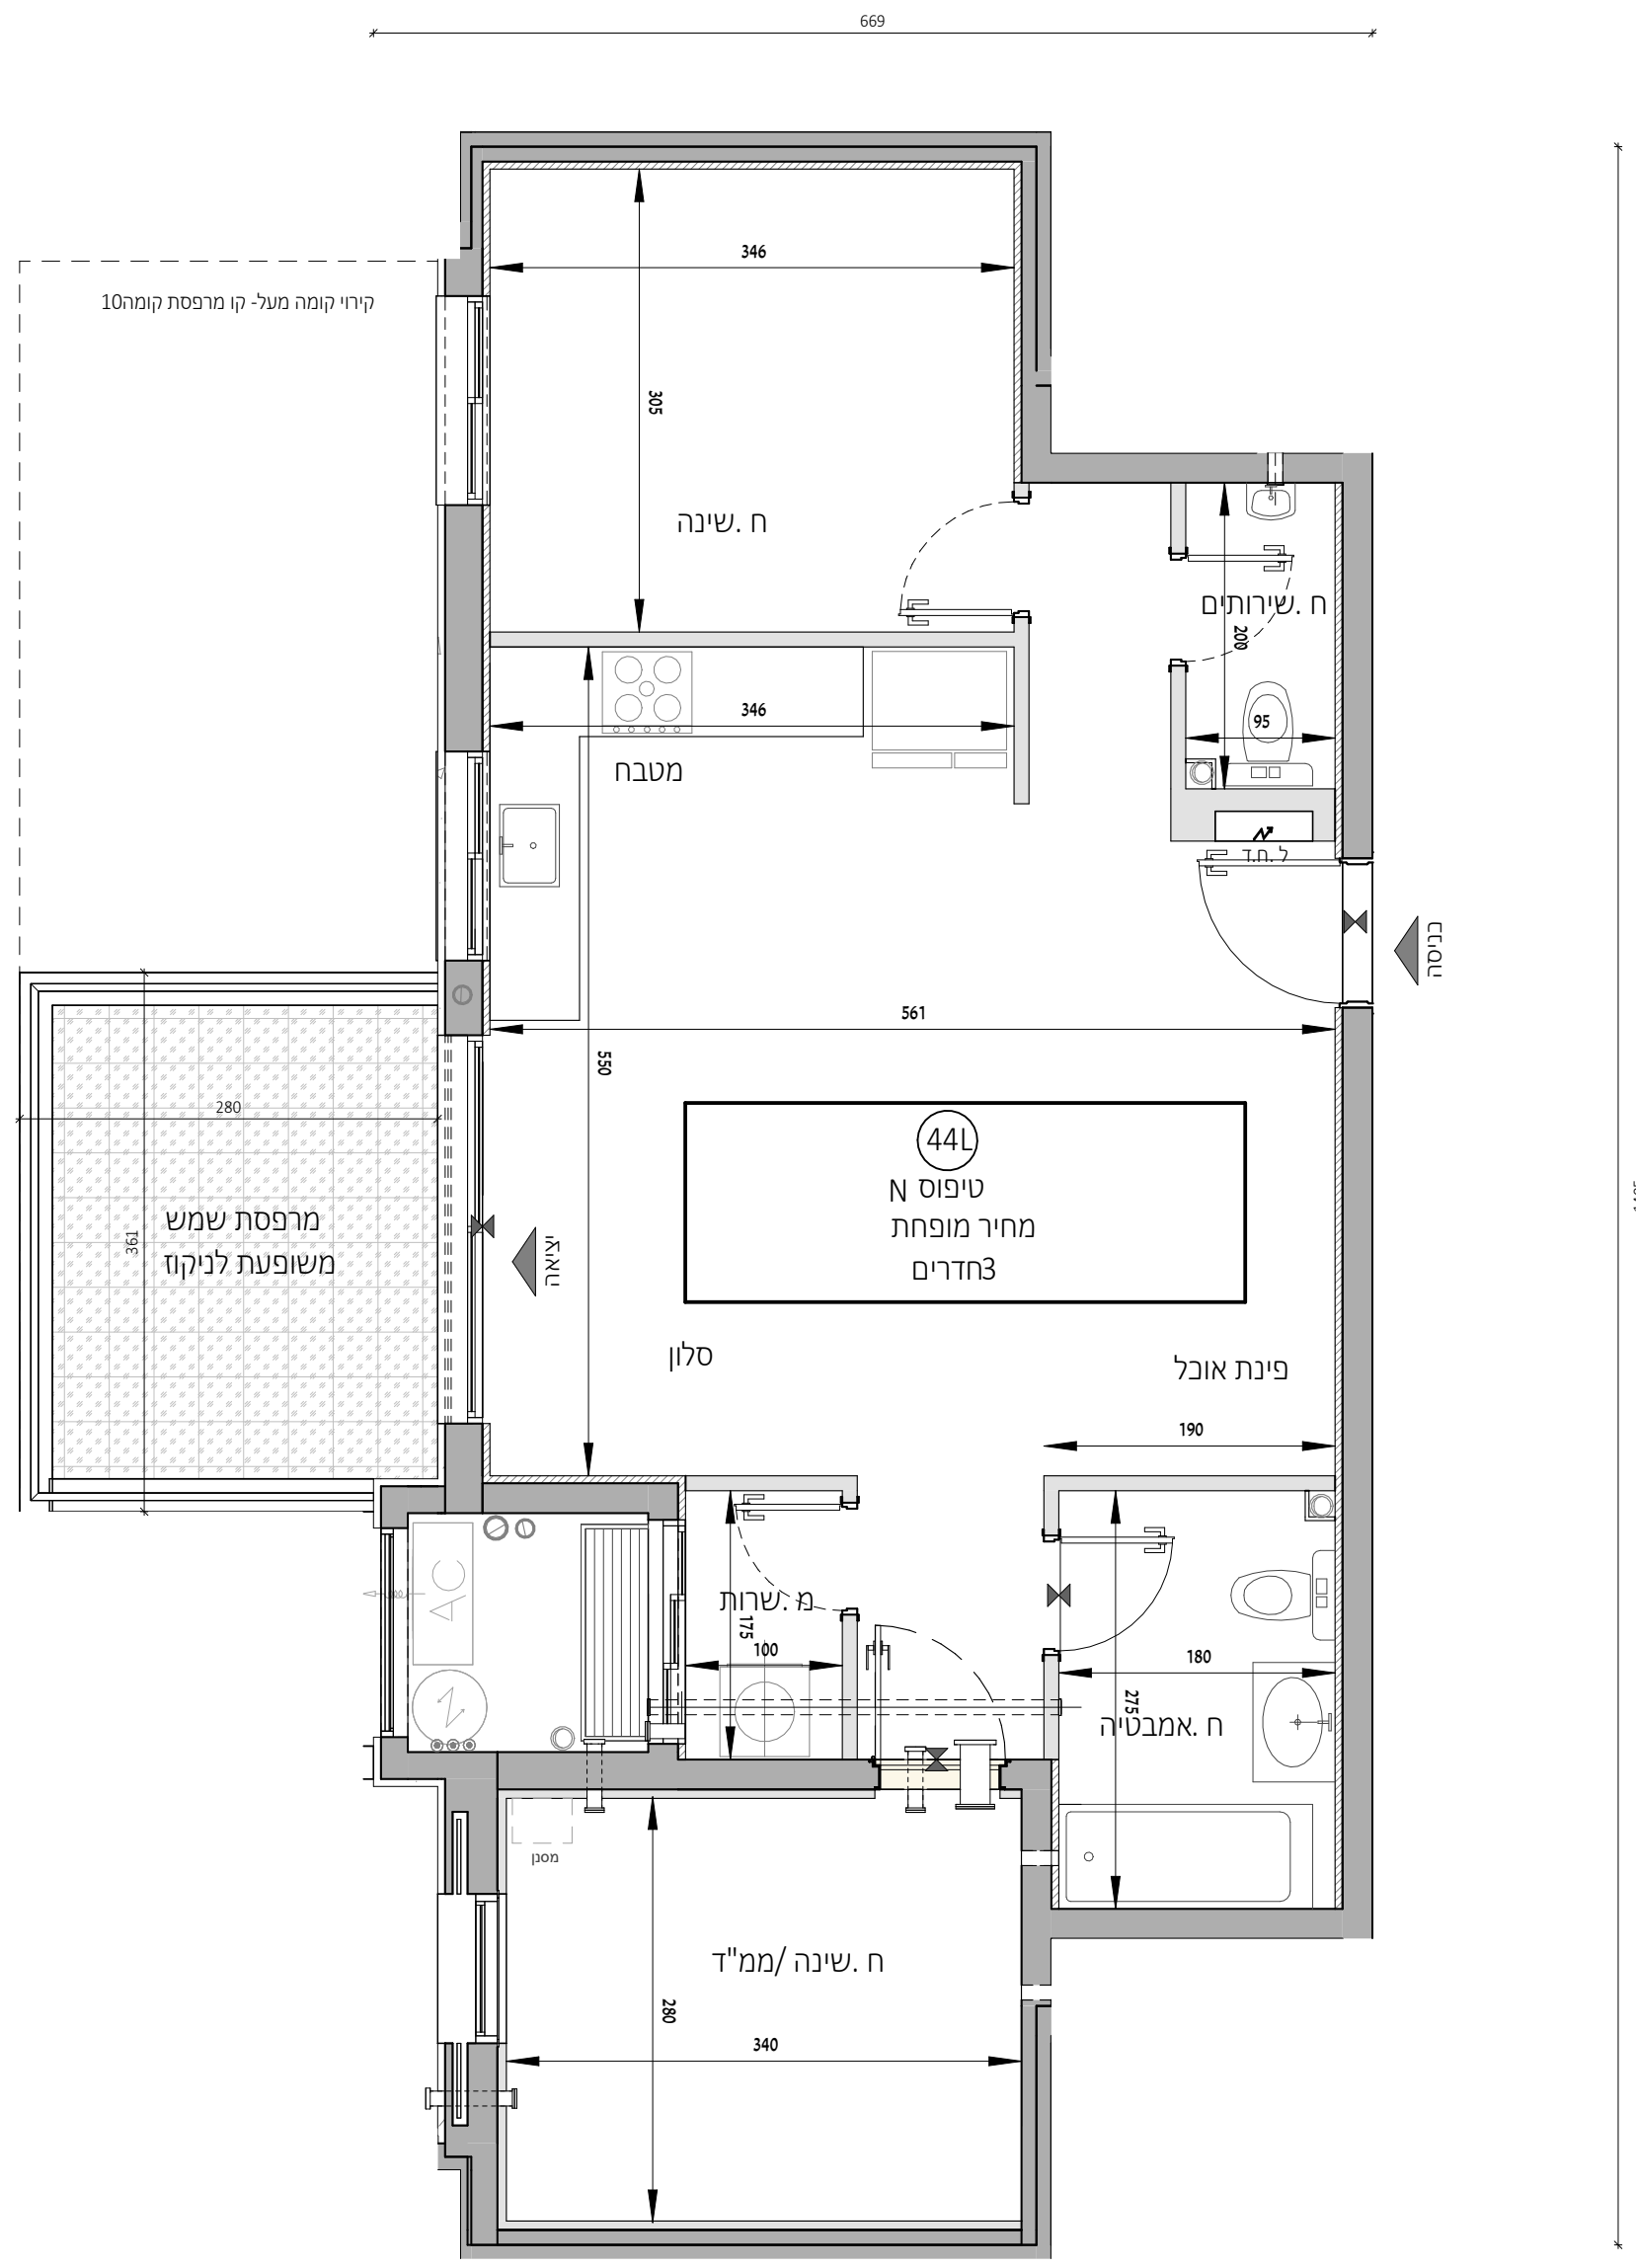 669
קירוי קומה מעל- קו מרפסת קומה10
346
305
ח .שינה
ח .שירותים
200
95
346
מטבח
ל .ח.ד
כניסה
561
550
280
361
מרפסת שמש
משופעת לניקוז
יציאה
44L
טיפוס N
מחיר מופחת
3חדרים
סלון
פינת אוכל
190
AC
מ .שרות
175
100
180
275
ח .אמבטיה
מסנן
ח .שינה /ממ"ד
280
340